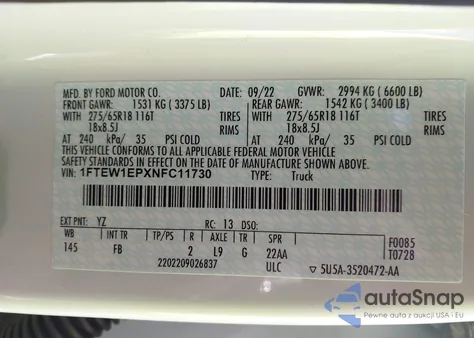 MFD. BY FORD MOTOR CO. DATE: 09/22 GVWR: 2994 KG (6600 LB)
FRONT GAWR: 1531 KG (3375 LB) REAR GAWR: 1542 KG (3400 LB)
WITH 275/65R18 116T TIRES WITH 275/65R18 116T TIRES
18x8.5J RIMS 18x8.5J RIMS
AT 240 kPa/ 35 PSI COLD AT 240 kPa/ 35 PSI COLD
THIS VEHICLE CONFORMS TO ALL APPLICABLE FEDERAL MOTOR VEHICLE
SAFETY STANDARDS IN EFFECT ON THE DATE OF MANUFACTURE SHOWN ABOVE.
VIN: 1FTEW1EPXNFC11730 TYPE: Truck
EXT PNT: YZ RC: 13 DSO:
WB INT TR TP/PS R AXLE TR SPR F0085
145 FB 2 L9 G 22AA T0728
2202209026837 ULC 5U5A-3520472-AA
autoSnap
Pewne auta z aukcji USA i EU